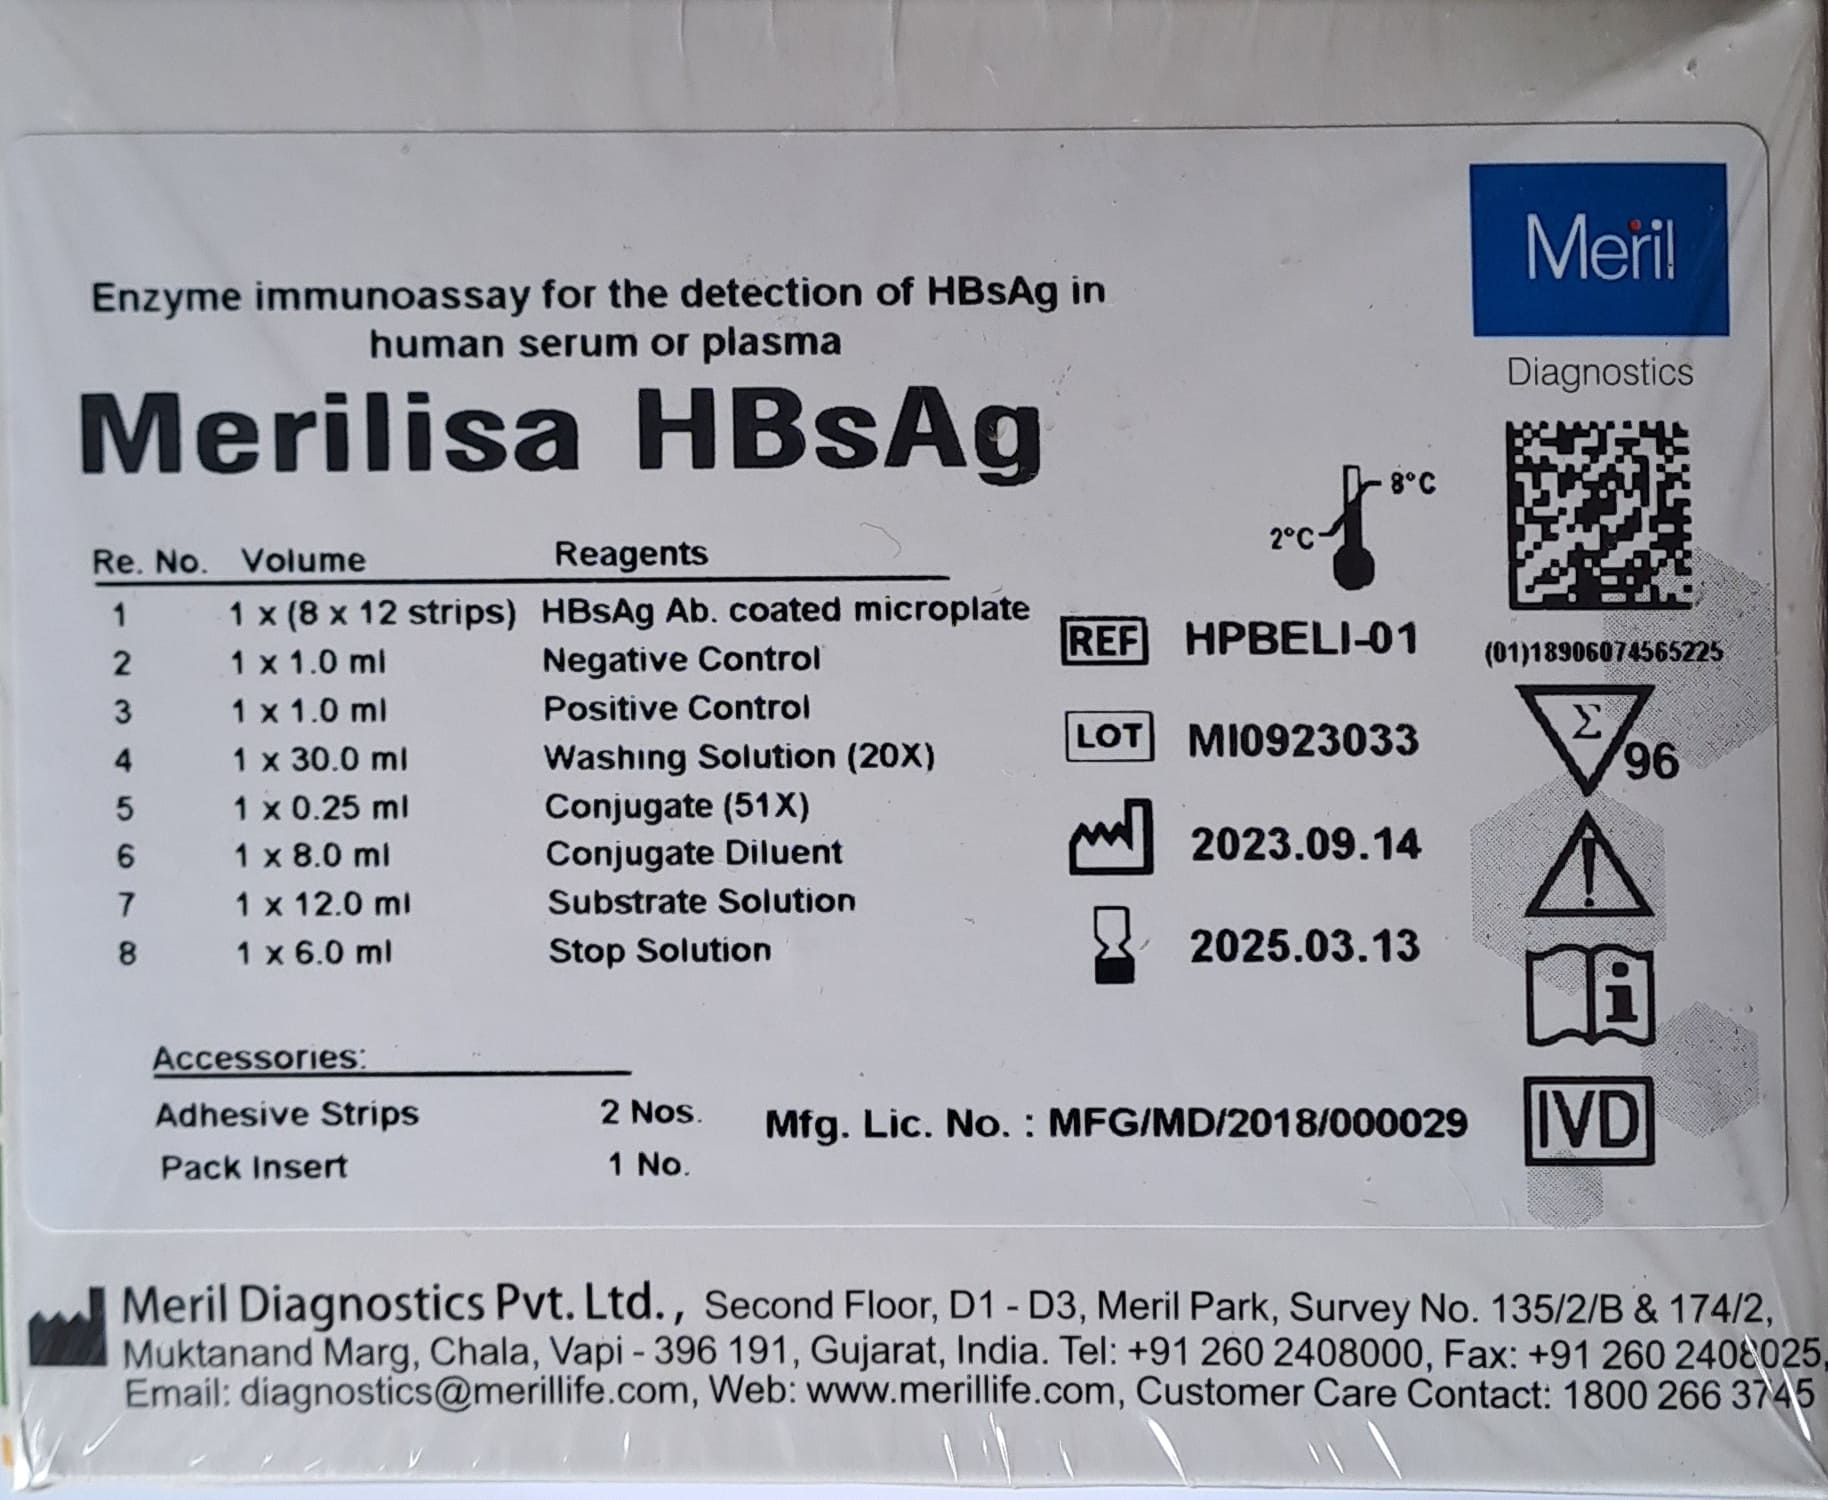 Meril
Diagnostics
Enzyme immunoassay for the detection of HBsAg in
human serum or plasma
Merilisa HBsAg
8°C
2°C
Re. No. Volume Reagents
1 1 x (8 x 12 strips) HBsAg Ab. coated microplate
2 1 x 1.0 ml Negative Control
3 1 x 1.0 ml Positive Control
4 1 x 30.0 ml Washing Solution (20X)
5 1 x 0.25 ml Conjugate (51X)
6 1 x 8.0 ml Conjugate Diluent
7 1 x 12.0 ml Substrate Solution
8 1 x 6.0 ml Stop Solution
REF HPBELI-01
LOT MI0923033
2023.09.14
2025.03.13
(01)18906074565225
Σ 96
Accessories:
Adhesive Strips 2 Nos.
Pack Insert 1 No.
Mfg. Lic. No. : MFG/MD/2018/000029
IVD
Meril Diagnostics Pvt. Ltd., Second Floor, D1 - D3, Meril Park, Survey No. 135/2/B & 174/2,
Muktanand Marg, Chala, Vapi - 396 191, Gujarat, India. Tel: +91 260 2408000, Fax: +91 260 2408025,
Email: diagnostics@merillife.com, Web: www.merillife.com, Customer Care Contact: 1800 266 3745